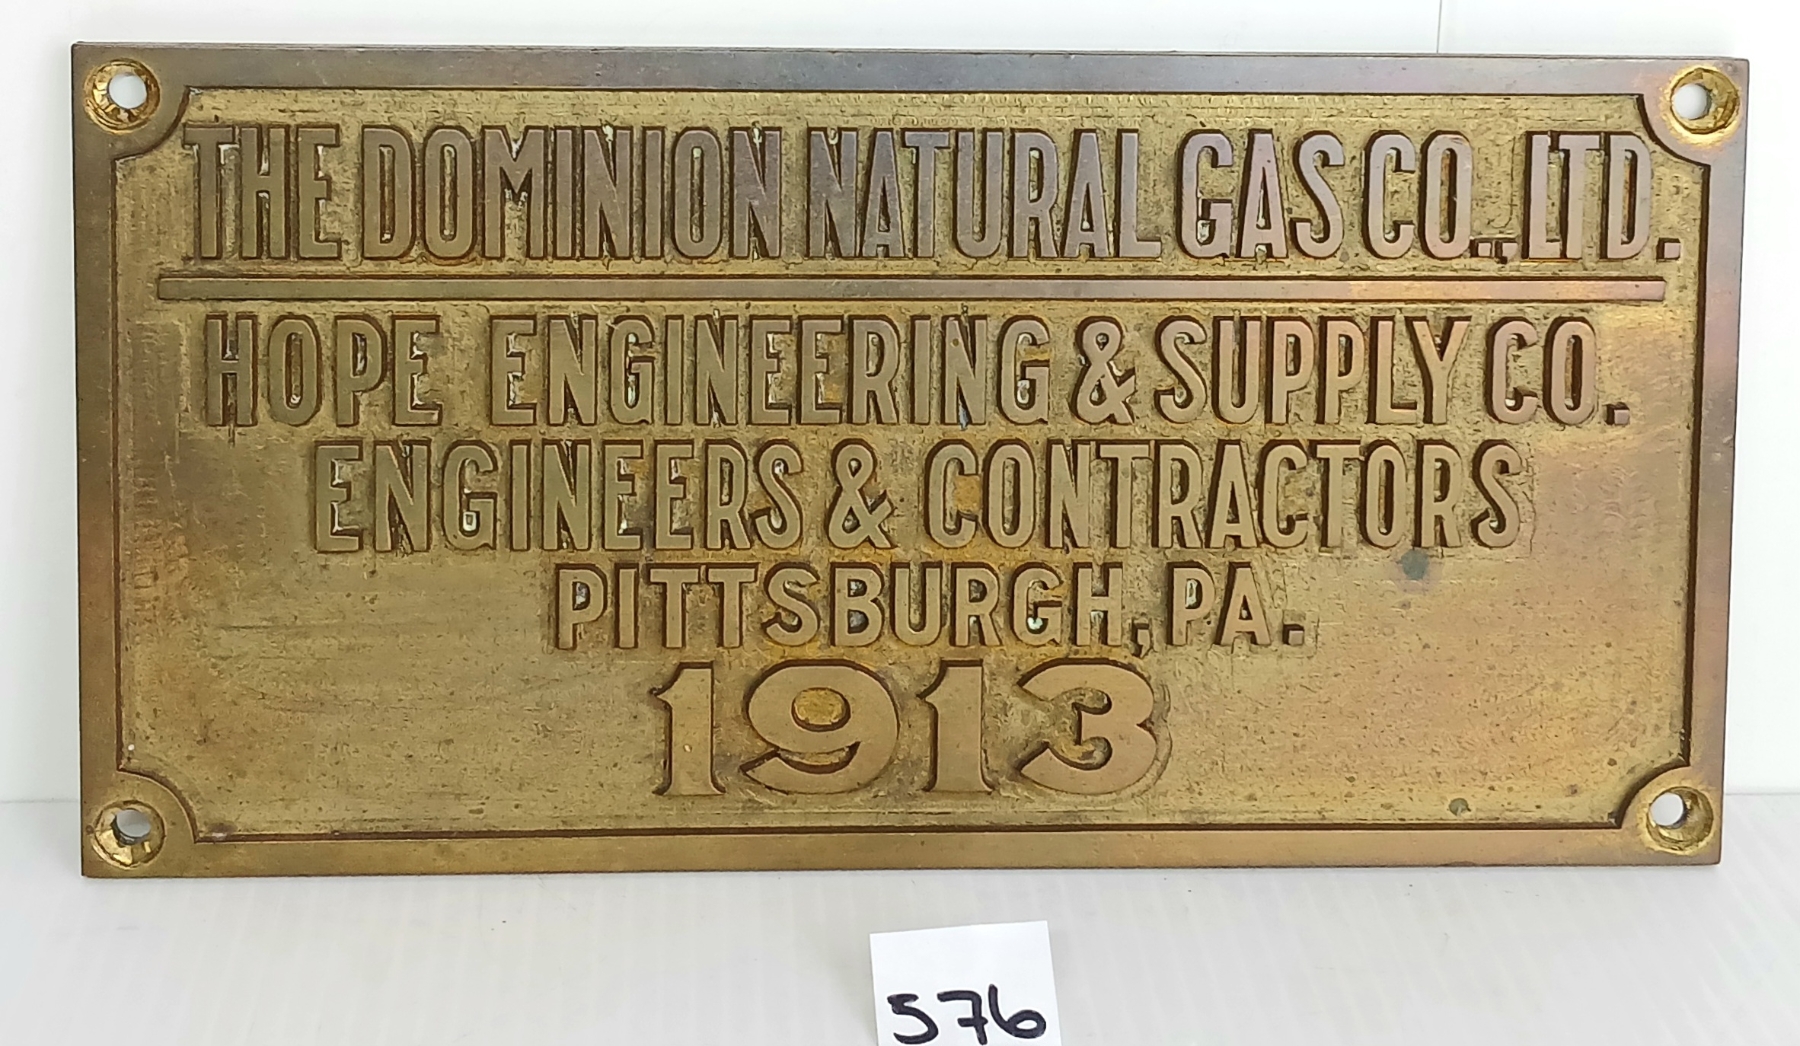 THE DOMINION NATURAL GAS CO., LTD.
HOPE ENGINEERING & SUPPLY CO.
ENGINEERS & CONTRACTORS
PITTSBURGH, PA.
1913
576